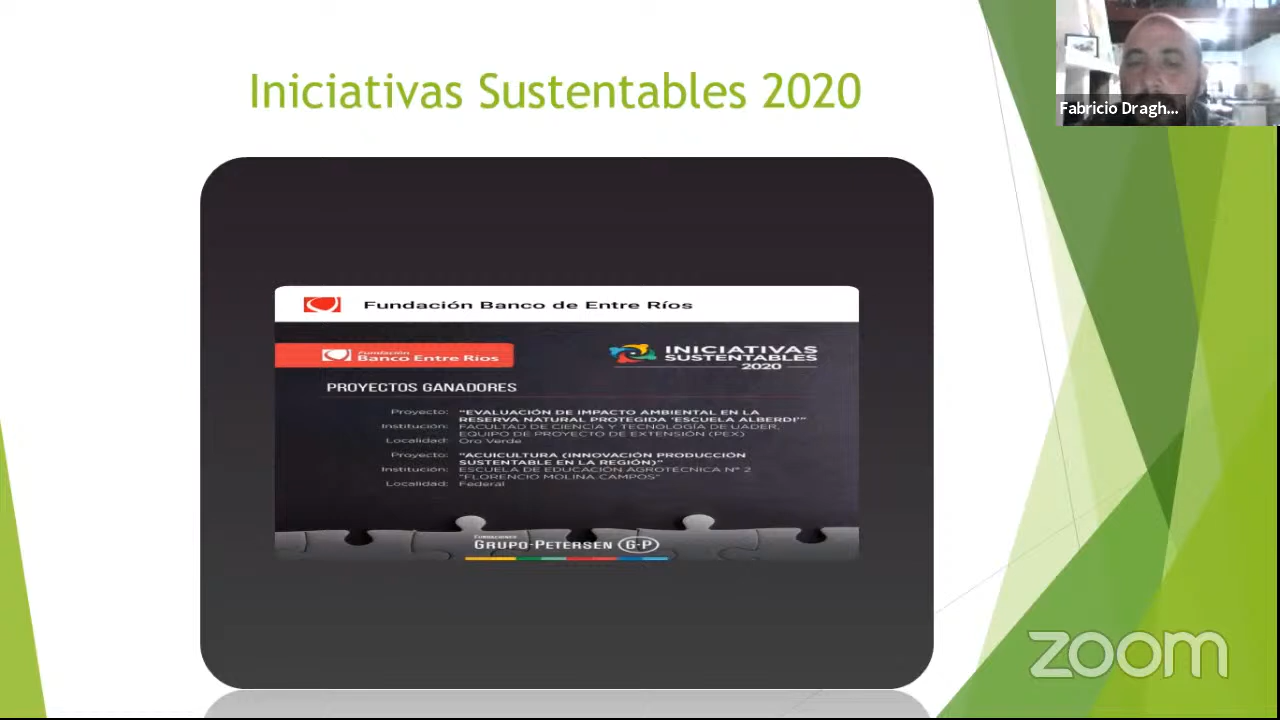 Iniciativas Sustentables 2020
Fabricio Dragh...
Fundación Banco de Entre Ríos
Fundación
Banco Entre Ríos
INICIATIVAS
SUSTENTABLES
2020
PROYECTOS GANADORES
Proyecto: "EVALUACIÓN DE IMPACTO AMBIENTAL EN LA
RESERVA NATURAL PROTEGIDA 'ESCUELA ALBERDI'"
Institución: FACULTAD DE CIENCIA Y TECNOLOGÍA DE UADER,
EQUIPO DE PROYECTO DE EXTENSIÓN (PEX)
Localidad: Oro Verde
Proyecto: "ACUICULTURA (INNOVACIÓN PRODUCCIÓN
SUSTENTABLE EN LA REGIÓN)"
Institución: ESCUELA DE EDUCACIÓN AGROTÉCNICA Nº 2
"FLORENCIO MOLINA CAMPOS"
Localidad: Federal
FUNDACIONES
GRUPO-PETERSEN G-P
zoom